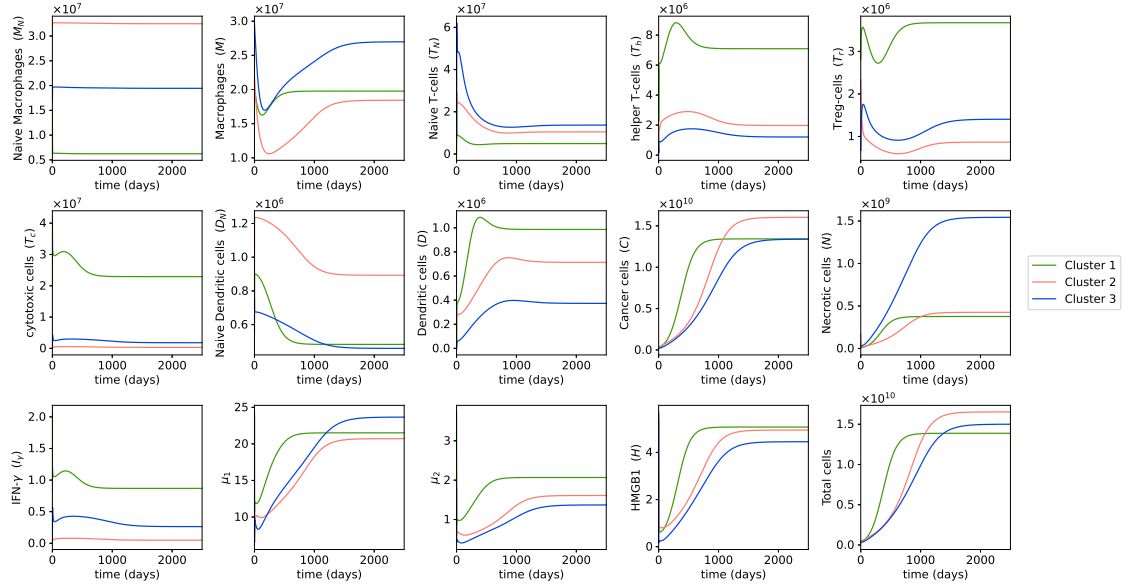 ×10⁷
Naive Macrophages (M_N)
3.0
2.5
2.0
1.5
1.0
0.5
0 1000 2000
time (days)
×10⁷
Macrophages (M)
3.0
2.5
2.0
1.5
1.0
0 1000 2000
time (days)
×10⁷
Naive T-cells (T_N)
6
4
2
0
0 1000 2000
time (days)
×10⁶
helper T-cells (T_h)
8
6
4
2
0
0 1000 2000
time (days)
×10⁶
Treg-cells (T_r)
3
2
1
0 1000 2000
time (days)
×10⁷
cytotoxic cells (T_c)
4
3
2
1
0
0 1000 2000
time (days)
×10⁶
Naive Dendritic cells (D_N)
1.2
1.0
0.8
0.6
0 1000 2000
time (days)
×10⁶
Dendritic cells (D)
1.0
0.8
0.6
0.4
0.2
0.0
0 1000 2000
time (days)
×10¹⁰
Cancer cells (C)
1.5
1.0
0.5
0.0
0 1000 2000
time (days)
×10⁹
Necrotic cells (N)
1.5
1.0
0.5
0.0
0 1000 2000
time (days)
Cluster 1
Cluster 2
Cluster 3
IFN-γ (I_γ)
2.0
1.5
1.0
0.5
0.0
0 1000 2000
time (days)
μ₁
25
20
15
10
0 1000 2000
time (days)
μ₂
3
2
1
0 1000 2000
time (days)
HMGB1 (H)
4
2
0
0 1000 2000
time (days)
×10¹⁰
Total cells
1.5
1.0
0.5
0.0
0 1000 2000
time (days)